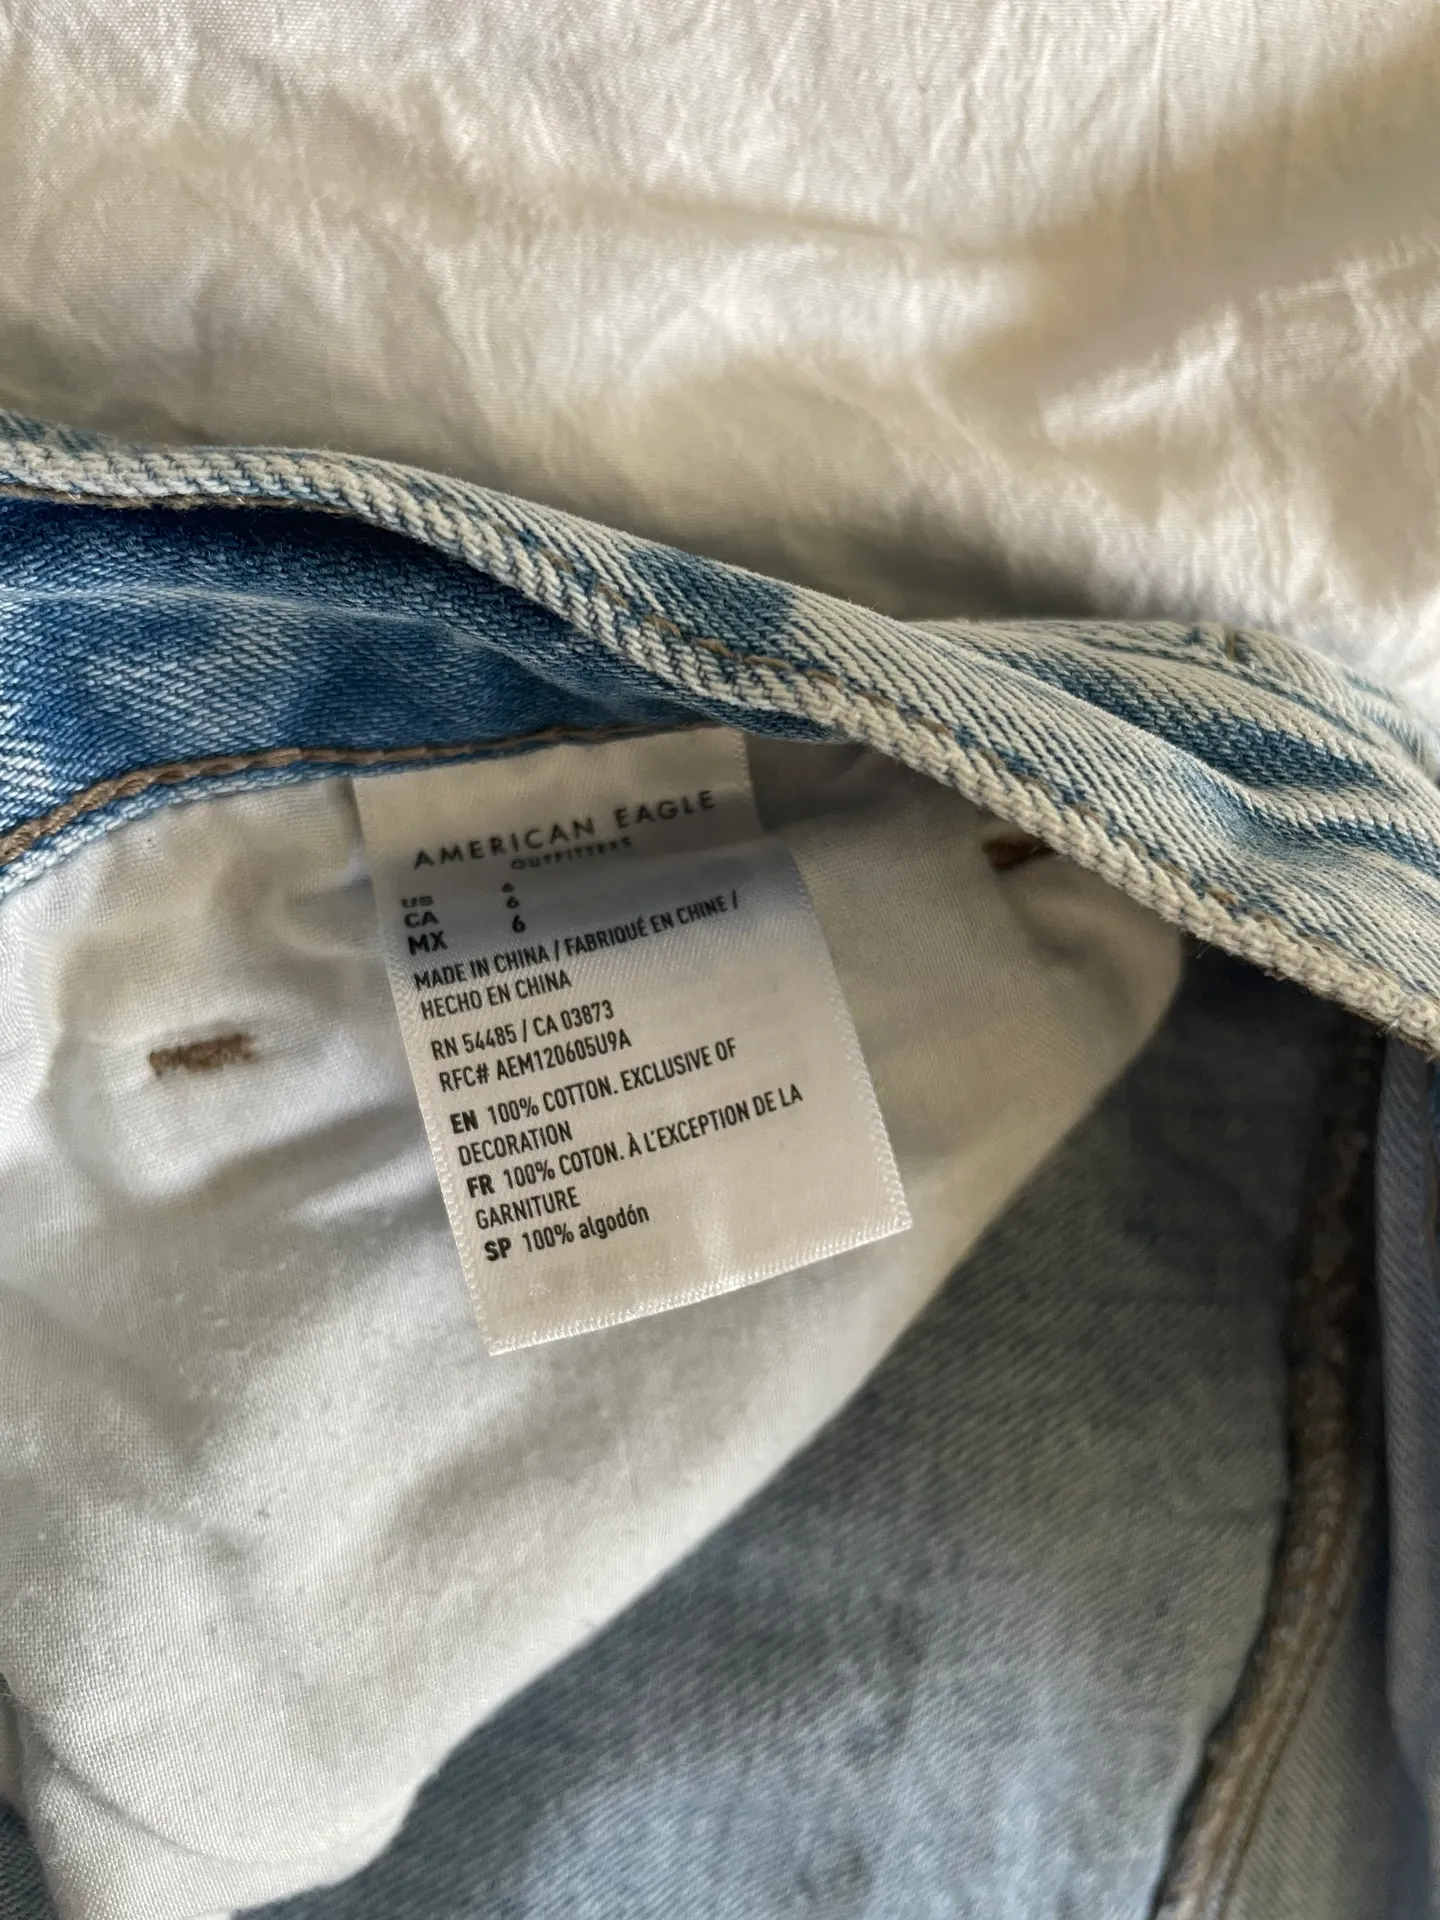 AMERICAN EAGLE
OUTFITTERS
US 6
CA 6
MX 6
MADE IN CHINA / FABRIQUÉ EN CHINE /
HECHO EN CHINA
RN 54485 / CA 03873
RFC# AEM120605U9A
EN 100% COTTON. EXCLUSIVE OF
DECORATION
FR 100% COTON. À L'EXCEPTION DE LA
GARNITURE
SP 100% algodón